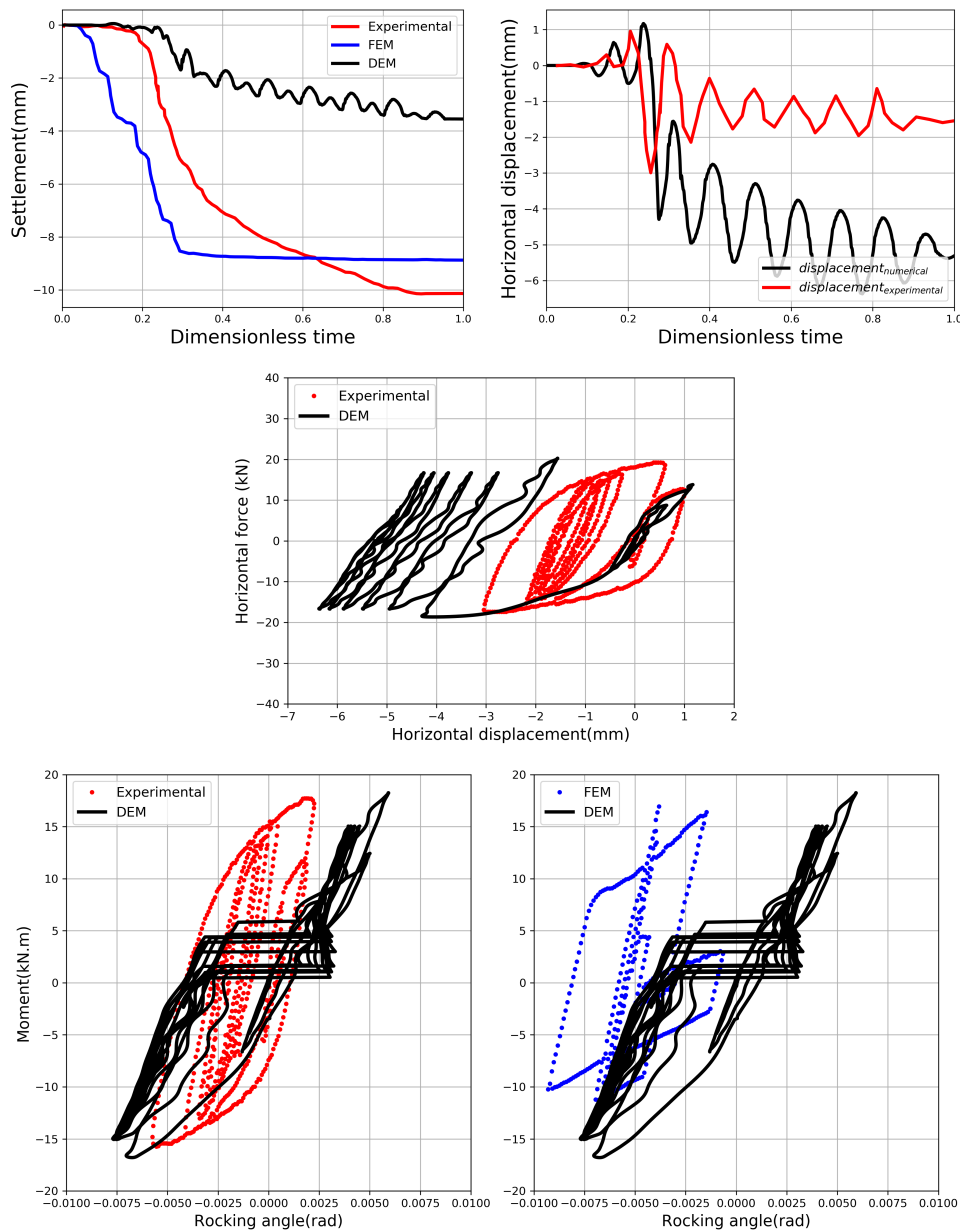 Experimental
FEM
DEM
0
−2
−4
−6
−8
−10
Settlement(mm)
0.0 0.2 0.4 0.6 0.8 1.0
Dimensionless time
1
0
−1
−2
−3
−4
−5
−6
Horizontal displacement(mm)
displacement_numerical
displacement_experimental
0.0 0.2 0.4 0.6 0.8 1.0
Dimensionless time
40
30
20
10
0
−10
−20
−30
−40
Horizontal force (kN)
Experimental
DEM
−7 −6 −5 −4 −3 −2 −1 0 1 2
Horizontal displacement(mm)
20
15
10
5
0
−5
−10
−15
−20
Moment(kN.m)
Experimental
DEM
−0.0100 −0.0075 −0.0050 −0.0025 0.0000 0.0025 0.0050 0.0075 0.0100
Rocking angle(rad)
20
15
10
5
0
−5
−10
−15
−20
FEM
DEM
−0.0100 −0.0075 −0.0050 −0.0025 0.0000 0.0025 0.0050 0.0075 0.0100
Rocking angle(rad)